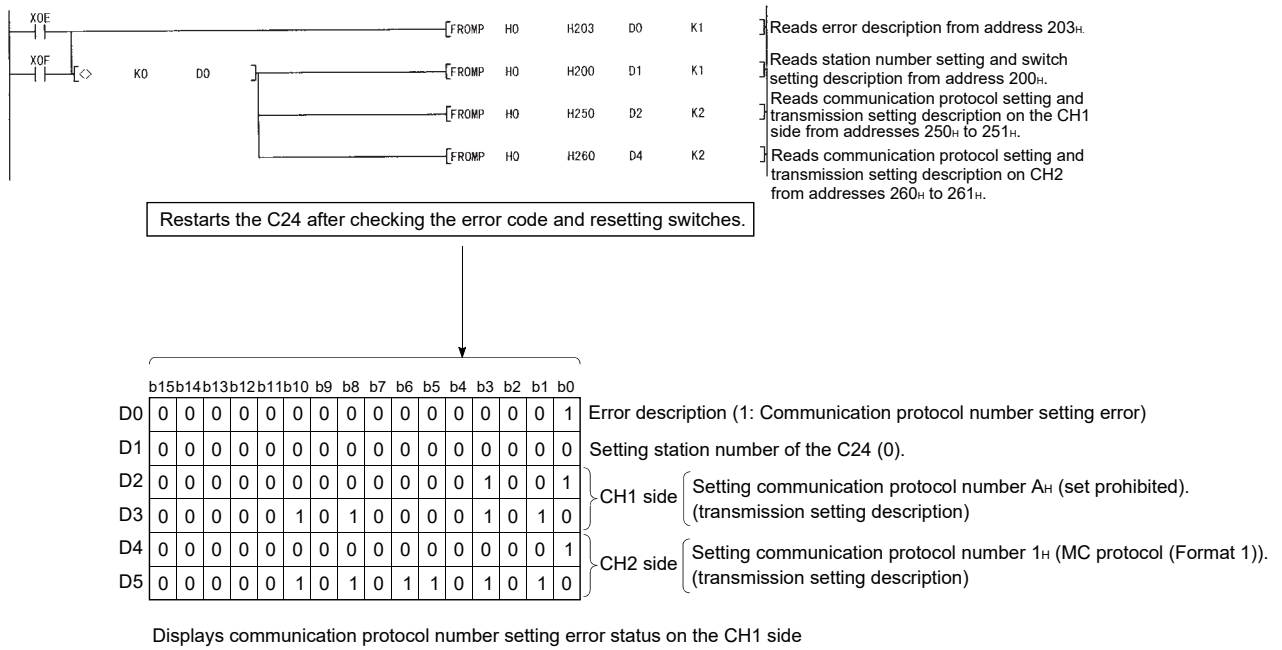 X0E
[FROMP H0 H203 D0 K1 ] Reads error description from address 203H.
X0F
[<> K0 D0 ]
[FROMP H0 H200 D1 K1 ] Reads station number setting and switch
setting description from address 200H.
[FROMP H0 H250 D2 K2 ] Reads communication protocol setting and
transmission setting description on the CH1
side from addresses 250H to 251H.
[FROMP H0 H260 D4 K2 ] Reads communication protocol setting and
transmission setting description on CH2
from addresses 260H to 261H.
Restarts the C24 after checking the error code and resetting switches.
b15 b14 b13 b12 b11 b10 b9 b8 b7 b6 b5 b4 b3 b2 b1 b0
D0 0 0 0 0 0 0 0 0 0 0 0 0 0 0 0 1 Error description (1: Communication protocol number setting error)
D1 0 0 0 0 0 0 0 0 0 0 0 0 0 0 0 0 Setting station number of the C24 (0).
D2 0 0 0 0 0 0 0 0 0 0 0 0 1 0 0 1
CH1 side
Setting communication protocol number AH (set prohibited).
D3 0 0 0 0 0 1 0 1 0 0 0 0 1 0 1 0
(transmission setting description)
D4 0 0 0 0 0 0 0 0 0 0 0 0 0 0 0 1
CH2 side
Setting communication protocol number 1H (MC protocol (Format 1)).
D5 0 0 0 0 0 1 0 1 0 1 1 0 1 0 1 0
(transmission setting description)
Displays communication protocol number setting error status on the CH1 side